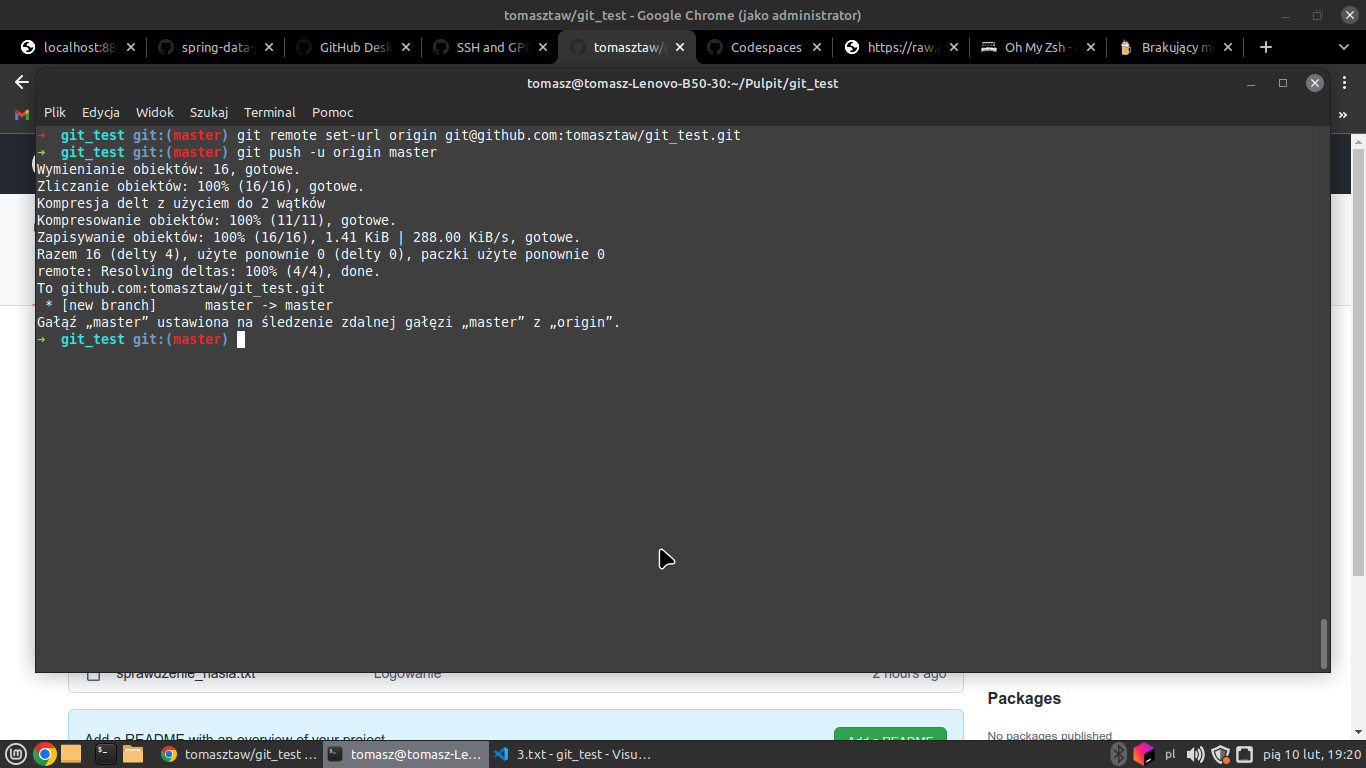 tomasztaw/git_test - Google Chrome (jako administrator)
localhost:88
spring-data-j
GitHub Desk
SSH and GPG
tomasztaw/
Codespaces
https://raw.
Oh My Zsh -
Brakujący m
tomasz@tomasz-Lenovo-B50-30:~/Pulpit/git_test
Plik Edycja Widok Szukaj Terminal Pomoc
➜ git_test git:(master) git remote set-url origin git@github.com:tomasztaw/git_test.git
➜ git_test git:(master) git push -u origin master
Wymienianie obiektów: 16, gotowe.
Zliczanie obiektów: 100% (16/16), gotowe.
Kompresja delt z użyciem do 2 wątków
Kompresowanie obiektów: 100% (11/11), gotowe.
Zapisywanie obiektów: 100% (16/16), 1.41 KiB | 288.00 KiB/s, gotowe.
Razem 16 (delty 4), użyte ponownie 0 (delty 0), paczki użyte ponownie 0
remote: Resolving deltas: 100% (4/4), done.
To github.com:tomasztaw/git_test.git
* [new branch] master -> master
Gałąź „master” ustawiona na śledzenie zdalnej gałęzi „master” z „origin”.
➜ git_test git:(master)
sprawdzenie_hasla.txt Logowanie 2 hours ago
Packages
Add a README with an overview of your project.
Add a README
No packages published
tomasztaw/git_test ...
tomasz@tomasz-Le...
3.txt - git_test - Visu...
pl
pią 10 lut, 19:20